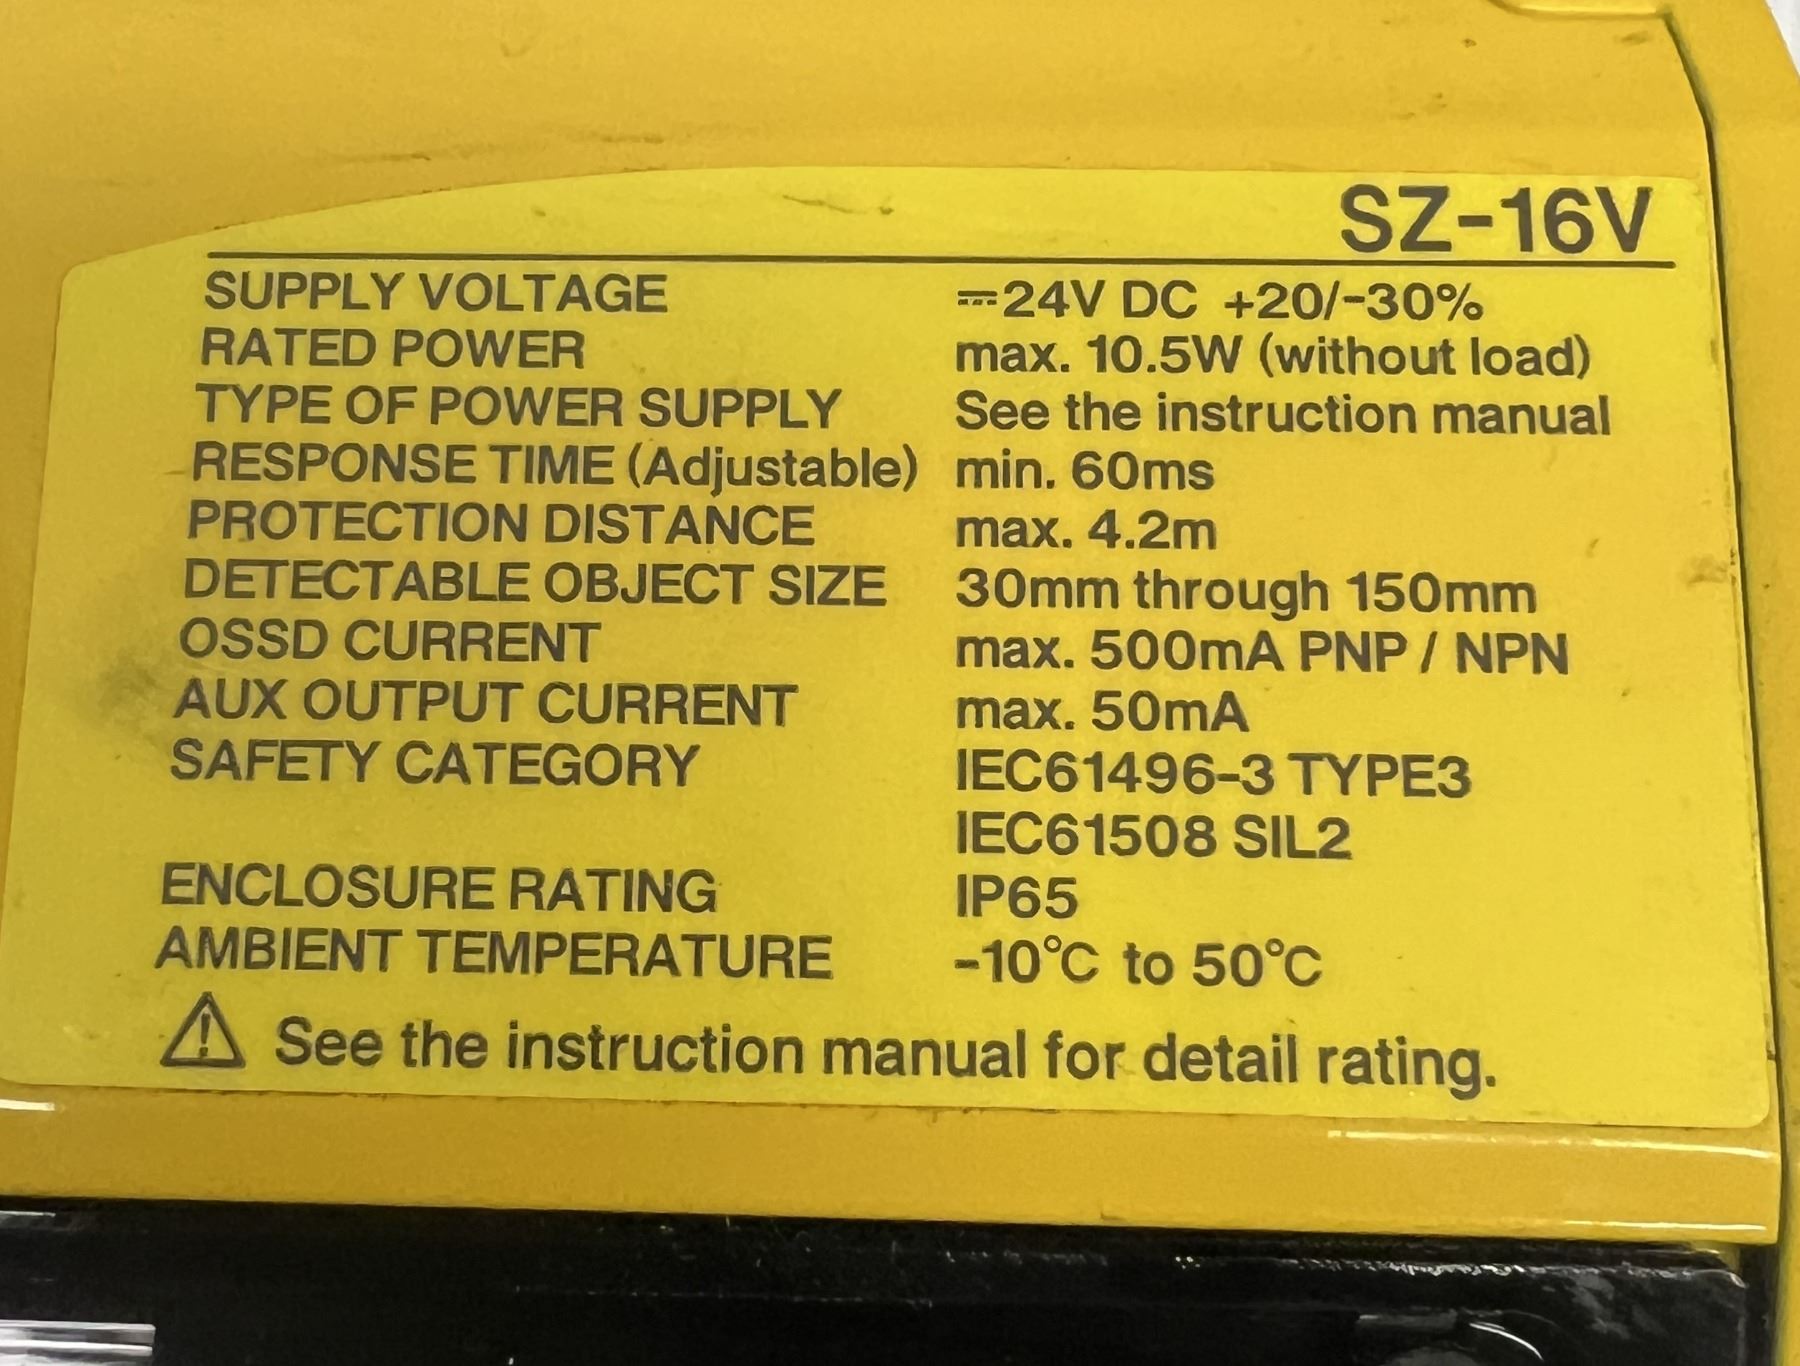 SZ-16V
SUPPLY VOLTAGE ⎓24V DC +20/-30%
RATED POWER max. 10.5W (without load)
TYPE OF POWER SUPPLY See the instruction manual
RESPONSE TIME (Adjustable) min. 60ms
PROTECTION DISTANCE max. 4.2m
DETECTABLE OBJECT SIZE 30mm through 150mm
OSSD CURRENT max. 500mA PNP / NPN
AUX OUTPUT CURRENT max. 50mA
SAFETY CATEGORY IEC61496-3 TYPE3
IEC61508 SIL2
ENCLOSURE RATING IP65
AMBIENT TEMPERATURE -10°C to 50°C
⚠ See the instruction manual for detail rating.